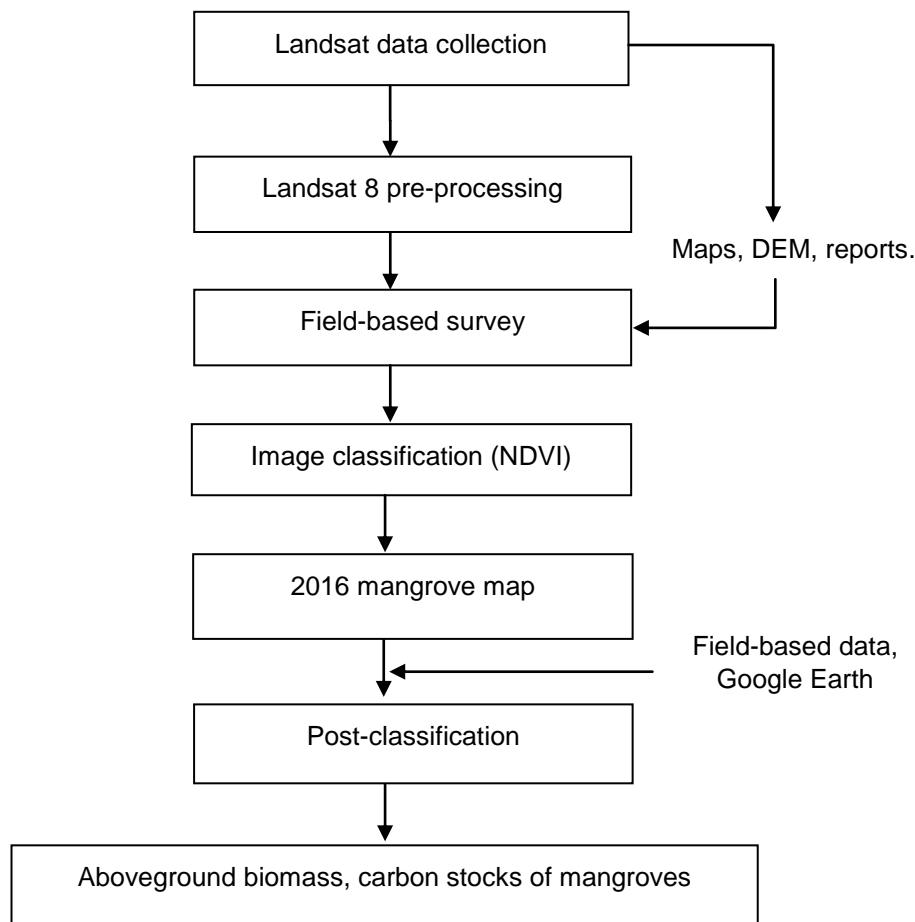 Landsat data collection
Landsat 8 pre-processing
Maps, DEM, reports.
Field-based survey
Image classification (NDVI)
2016 mangrove map
Field-based data,
Google Earth
Post-classification
Aboveground biomass, carbon stocks of mangroves